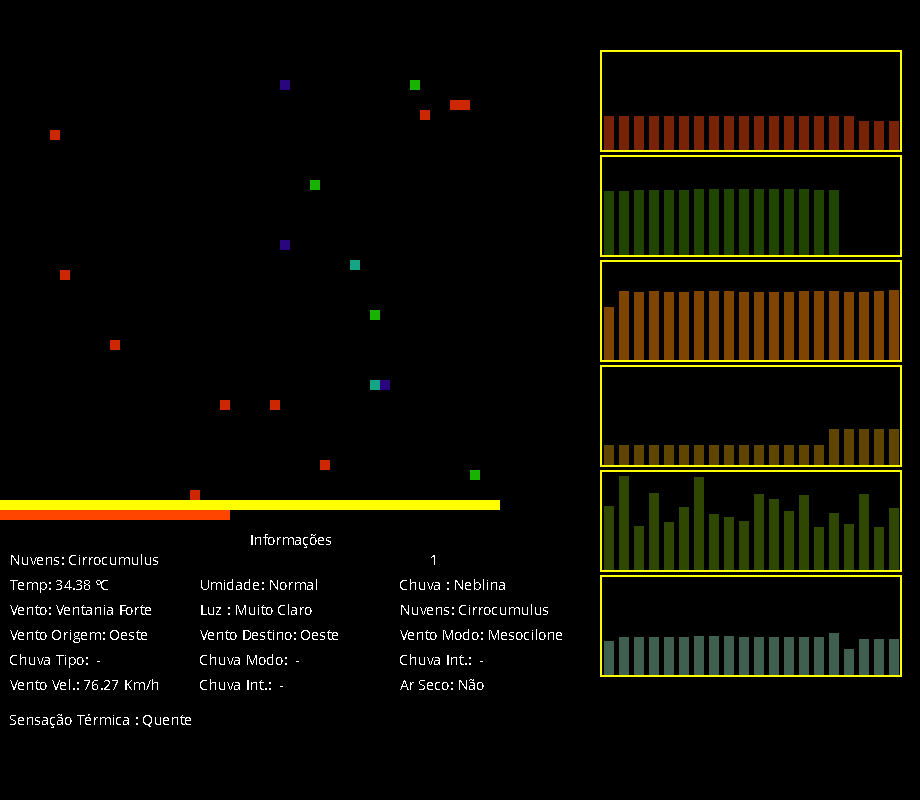 Informações
Nuvens: Cirrocumulus 1
Temp: 34.38 ºC Umidade: Normal Chuva : Neblina
Vento: Ventania Forte Luz : Muito Claro Nuvens: Cirrocumulus
Vento Origem: Oeste Vento Destino: Oeste Vento Modo: Mesocilone
Chuva Tipo: - Chuva Modo: - Chuva Int.: -
Vento Vel.: 76.27 Km/h Chuva Int.: - Ar Seco: Não
Sensação Térmica : Quente